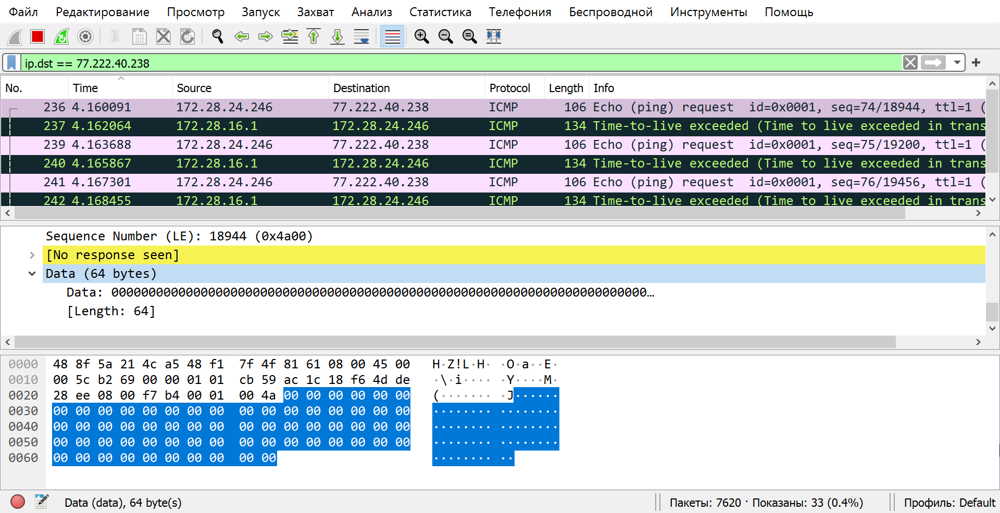 Файл Редактирование Просмотр Запуск Захват Анализ Статистика Телефония Беспроводной Инструменты Помощь
ip.dst == 77.222.40.238
No. Time Source Destination Protocol Length Info
236 4.160091 172.28.24.246 77.222.40.238 ICMP 106 Echo (ping) request id=0x0001, seq=74/18944, ttl=1 (
237 4.162064 172.28.16.1 172.28.24.246 ICMP 134 Time-to-live exceeded (Time to live exceeded in trans
239 4.163688 172.28.24.246 77.222.40.238 ICMP 106 Echo (ping) request id=0x0001, seq=75/19200, ttl=1 (
240 4.165867 172.28.16.1 172.28.24.246 ICMP 134 Time-to-live exceeded (Time to live exceeded in trans
241 4.167301 172.28.24.246 77.222.40.238 ICMP 106 Echo (ping) request id=0x0001, seq=76/19456, ttl=1 (
242 4.168455 172.28.16.1 172.28.24.246 ICMP 134 Time-to-live exceeded (Time to live exceeded in trans
Sequence Number (LE): 18944 (0x4a00)
[No response seen]
Data (64 bytes)
Data: 000000000000000000000000000000000000000000000000000000000000000000000000…
[Length: 64]
0000 48 8f 5a 21 4c a5 48 f1 7f 4f 81 61 08 00 45 00 H·Z!L·H· ·O·a··E·
0010 00 5c b2 69 00 00 01 01 cb 59 ac 1c 18 f6 4d de ·\·i···· ·Y····M·
0020 28 ee 08 00 f7 b4 00 01 00 4a 00 00 00 00 00 00 (······· ·J······
0030 00 00 00 00 00 00 00 00 00 00 00 00 00 00 00 00 ········ ········
0040 00 00 00 00 00 00 00 00 00 00 00 00 00 00 00 00 ········ ········
0050 00 00 00 00 00 00 00 00 00 00 00 00 00 00 00 00 ········ ········
0060 00 00 00 00 00 00 00 00 00 00 ········ ··
Data (data), 64 byte(s) Пакеты: 7620 · Показаны: 33 (0.4%) Профиль: Default